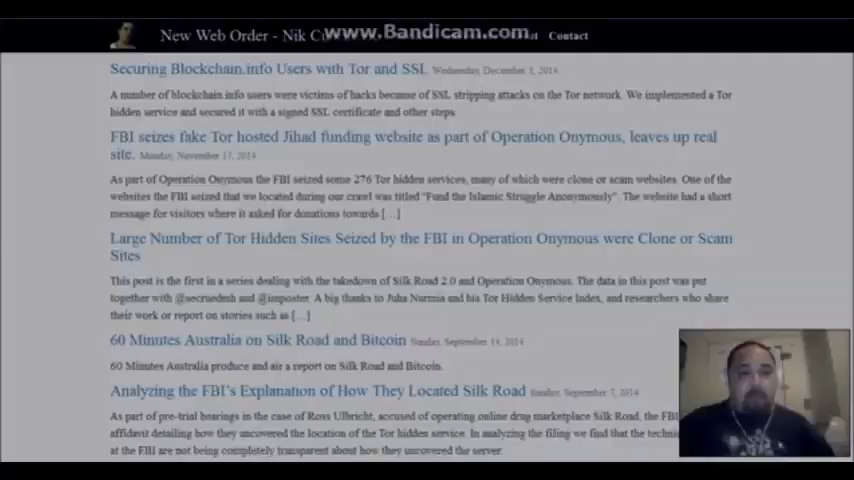 www.Bandicam.com
New Web Order - Nik Contact
Securing Blockchain.info Users with Tor and SSL Wednesday, December 3, 2014
A number of blockchain.info users were victims of hacks because of SSL stripping attacks on the Tor network. We implemented a Tor
hidden service and secured it with a signed SSL certificate and other steps
FBI seizes fake Tor hosted Jihad funding website as part of Operation Onymous, leaves up real
site. Monday, November 17, 2014
As part of Operation Onymous the FBI seized some 276 Tor hidden services, many of which were clone or scam websites. One of the
websites the FBI seized that we located during our crawl was titled "Fund the Islamic Struggle Anonymously". The website had a short
message for visitors where it asked for donations towards [...]
Large Number of Tor Hidden Sites Seized by the FBI in Operation Onymous were Clone or Scam
Sites
This post is the first in a series dealing with the takedown of Silk Road 2.0 and Operation Onymous. The data in this post was put
together with and A big thanks to Juha Nurmi and his Tor Hidden Service Index, and researchers who share
their work or report on stories such as [...]
60 Minutes Australia on Silk Road and Bitcoin Sunday, September 14, 2014
60 Minutes Australia produce and air a report on Silk Road and Bitcoin.
Analyzing the FBI's Explanation of How They Located Silk Road Sunday, September 7, 2014
As part of pre-trial hearings in the case of Ross Ulbricht, accused of operating online drug marketplace Silk Road, the FBI
affidavit detailing how they uncovered the location of the Tor hidden service. In analyzing the filing we find that the
at the FBI are not being completely transparent about how they uncovered the server.